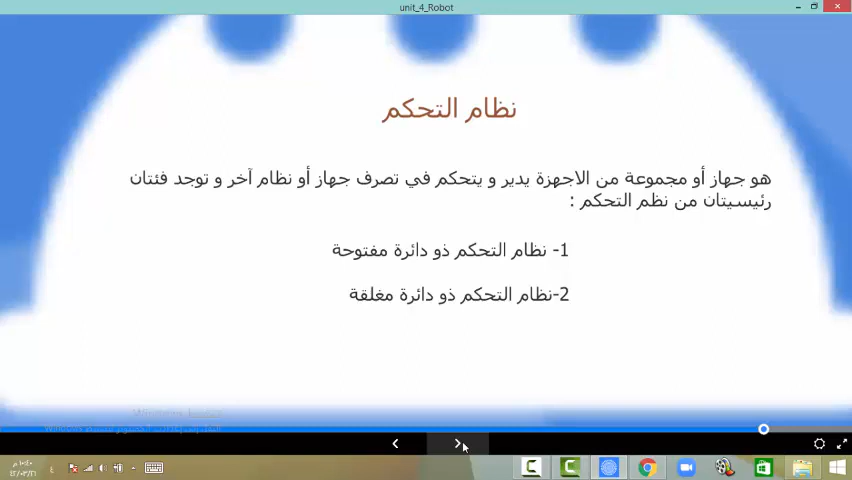 unit_4_Robot
نظام التحكم
هو جهاز أو مجموعة من الاجهزة يدير و يتحكم في تصرف جهاز أو نظام آخر و توجد فئتان
رئيسيتان من نظم التحكم :
1- نظام التحكم ذو دائرة مفتوحة
2-نظام التحكم ذو دائرة مغلقة